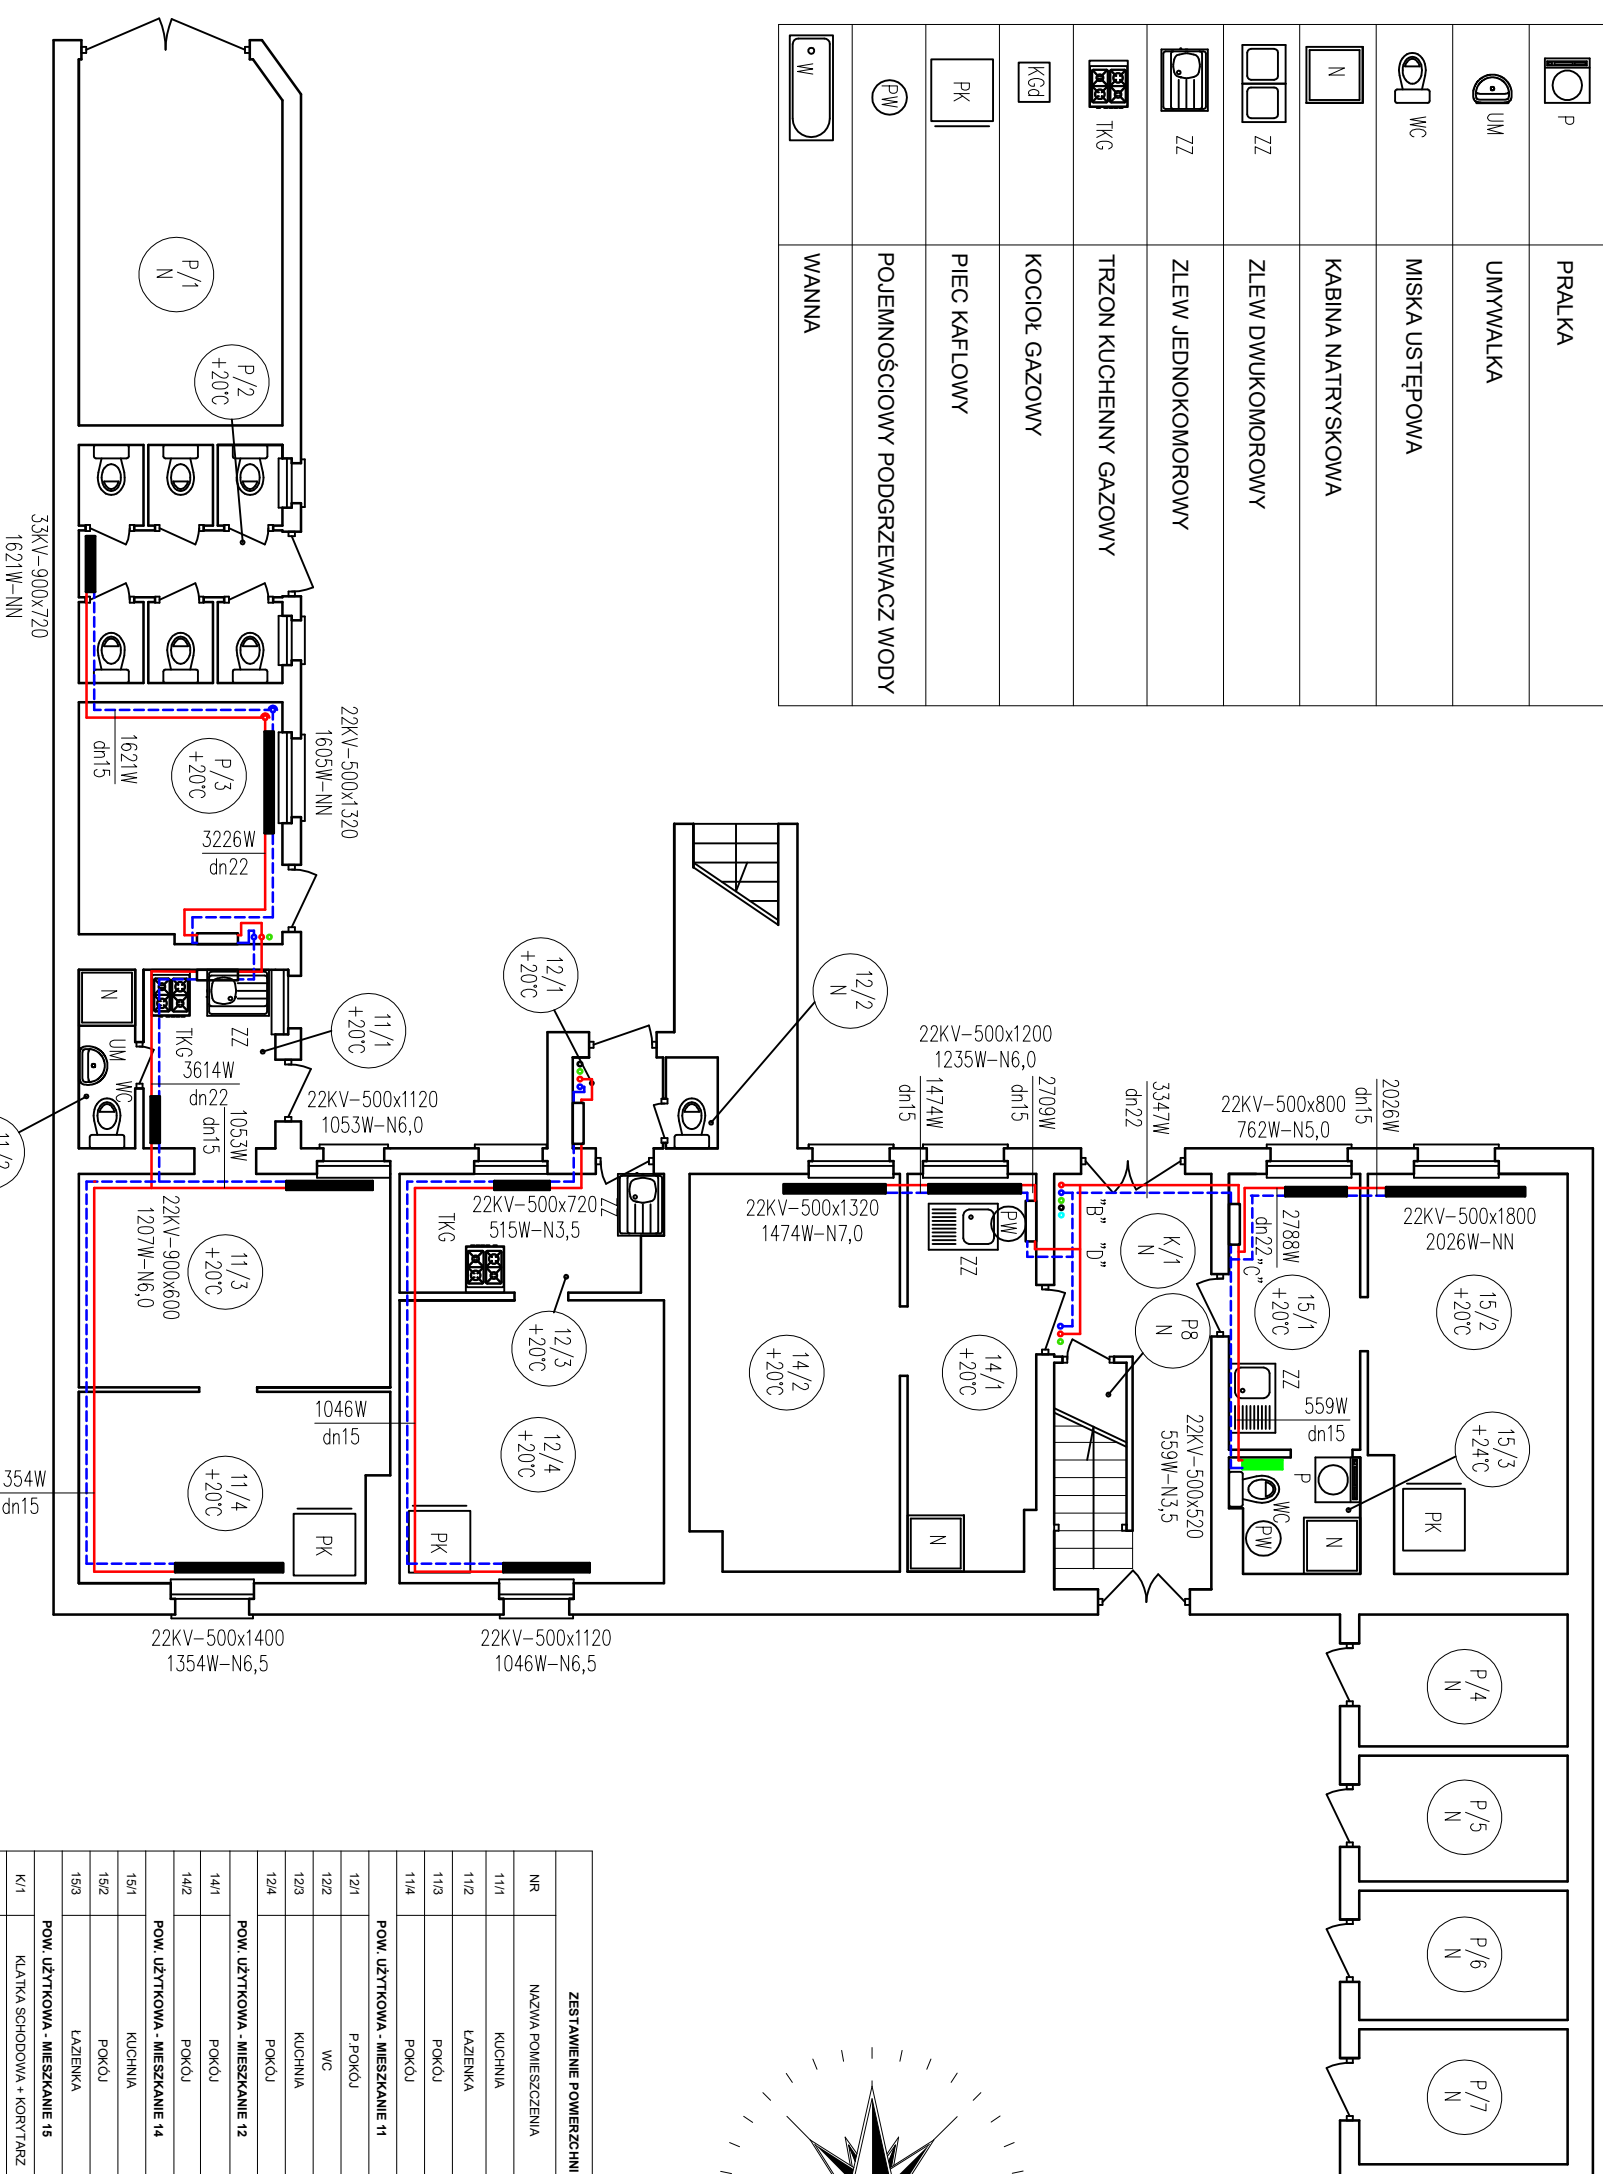 P
PRALKA
UM
UMYWALKA
WC
MISKA USTĘPOWA
N
KABINA NATRYSKOWA
ZZ
ZLEW DWUKOMOROWY
ZZ
ZLEW JEDNOKOMOROWY
TKG
TRZON KUCHENNY GAZOWY
KGd
KOCIOŁ GAZOWY
PK
PIEC KAFLOWY
PW
POJEMNOŚCIOWY PODGRZEWACZ WODY
W
WANNA
P/1
N
P/2
+20°C
33KV-900x720
1621W-NN
22KV-500x1320
1605W-NN
1621W
dn15
P/3
+20°C
3226W
dn22
N
UM
WC
TKG
ZZ
11/1
+20°C
3614W
dn22
1053W
dn15
11/2
22KV-500x1120
1053W-N6,0
12/1
+20°C
12/2
N
22KV-500x1200
1235W-N6,0
1474W
dn15
2709W
dn15
3347W
dn22
22KV-500x800
762W-N5,0
2026W
dn15
22KV-900x600
1207W-N6,0
11/3
+20°C
22KV-500x720
515W-N3,5
ZZ
TKG
22KV-500x1320
1474W-N7,0
PW
ZZ
"B" "D"
K/1
N
2788W
dn22
"C"
22KV-500x1800
2026W-NN
15/1
+20°C
15/2
+20°C
P8
N
12/3
+20°C
14/2
+20°C
14/1
+20°C
ZZ
559W
dn15
15/3
+24°C
1046W
dn15
12/4
+20°C
22KV-500x520
559W-N3,5
354W
dn15
11/4
+20°C
PK
PK
N
P
WC
PW
N
PK
22KV-500x1400
1354W-N6,5
22KV-500x1120
1046W-N6,5
P/4
N
P/5
N
P/6
N
P/7
N
ZESTAWIENIE POWIERZCHNI
NR NAZWA POMIESZCZENIA
11/1 KUCHNIA
11/2 ŁAZIENKA
11/3 POKÓJ
11/4 POKÓJ
POW. UŻYTKOWA - MIESZKANIE 11
12/1 P.POKÓJ
12/2 WC
12/3 KUCHNIA
12/4 POKÓJ
POW. UŻYTKOWA - MIESZKANIE 12
14/1 POKÓJ
14/2 POKÓJ
POW. UŻYTKOWA - MIESZKANIE 14
15/1 KUCHNIA
15/2 POKÓJ
15/3 ŁAZIENKA
POW. UŻYTKOWA - MIESZKANIE 15
K/1 KLATKA SCHODOWA + KORYTARZ